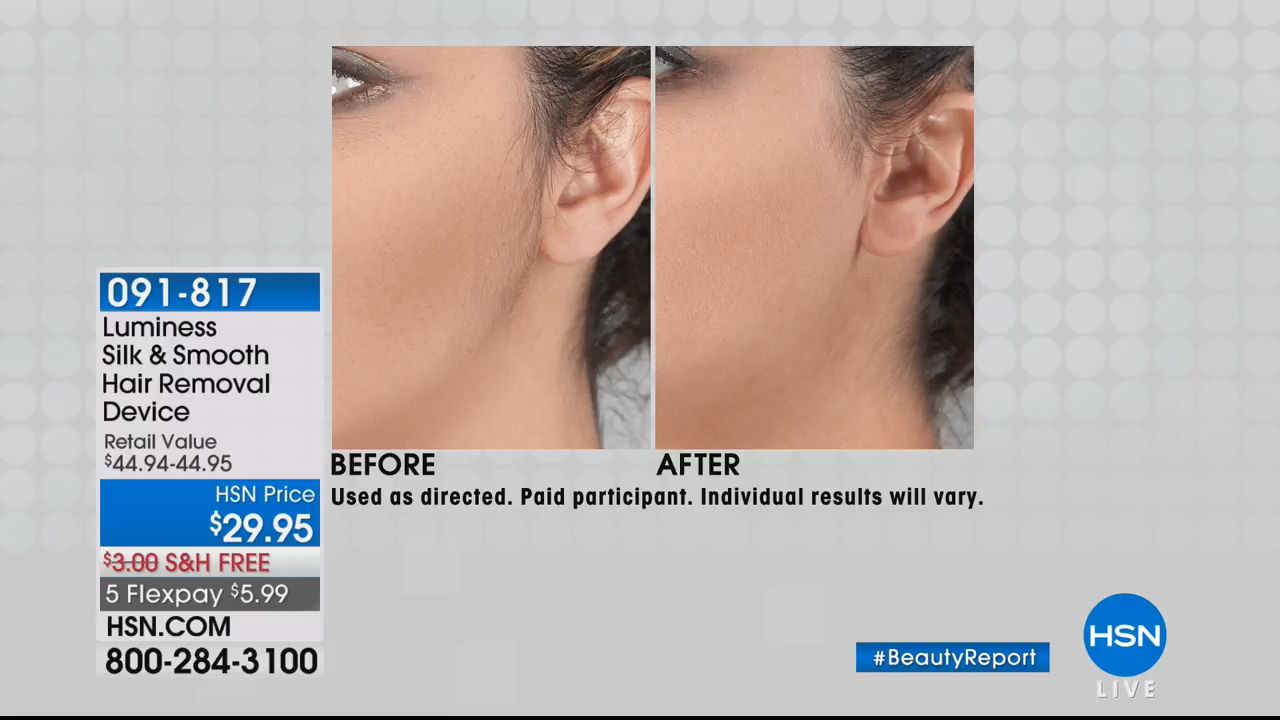 091-817
Luminess
Silk & Smooth
Hair Removal
Device
Retail Value
$44.94-44.95
HSN Price
$29.95
$3.00 S&H FREE
5 Flexpay $5.99
HSN.COM
800-284-3100
BEFORE
AFTER
Used as directed. Paid participant. Individual results will vary.
#BeautyReport
HSN
LIVE